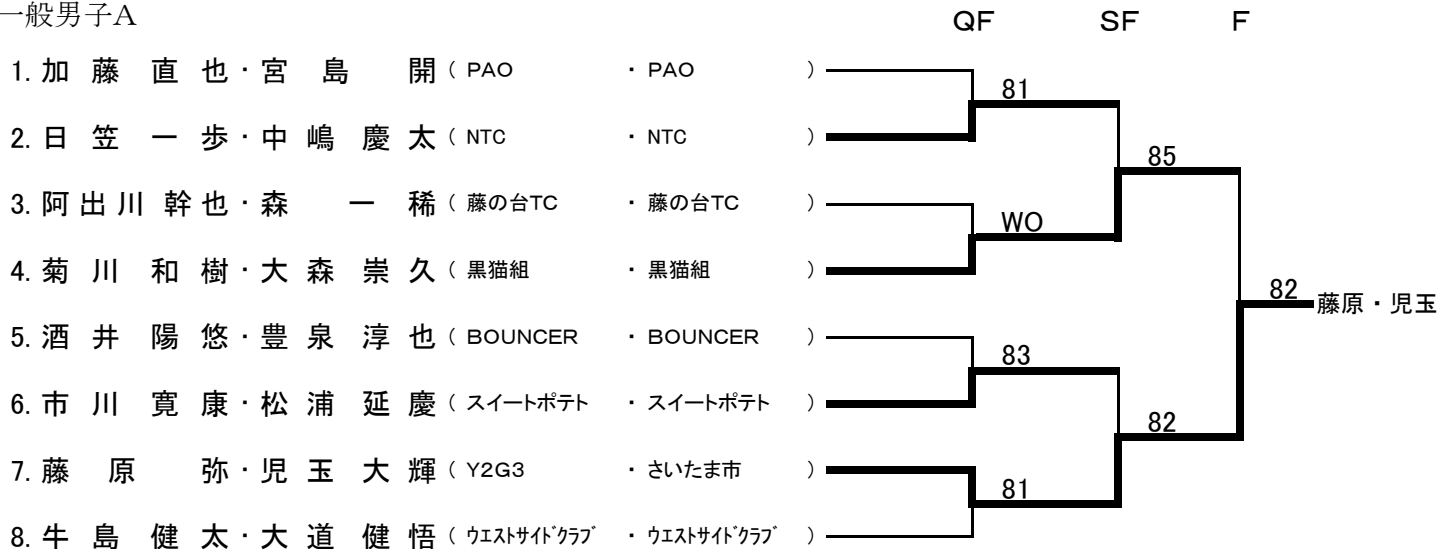 一般男子A
QF SF F
1. 加藤 直也・宮島 開 ( PAO ・ PAO )
81
2. 日笠 一歩・中嶋 慶太 ( NTC ・ NTC )
85
3. 阿出川 幹也・森 一稀 ( 藤の台TC ・ 藤の台TC )
WO
4. 菊川 和樹・大森 崇久 ( 黒猫組 ・ 黒猫組 )
82 藤原・児玉
5. 酒井 陽悠・豊泉 淳也 ( BOUNCER ・ BOUNCER )
83
6. 市川 寛康・松浦 延慶 ( スイートポテト ・ スイートポテト )
82
7. 藤原 弥・児玉 大輝 ( Y2G3 ・ さいたま市 )
81
8. 牛島 健太・大道 健悟 ( ウエストサイドクラブ ・ ウエストサイドクラブ )